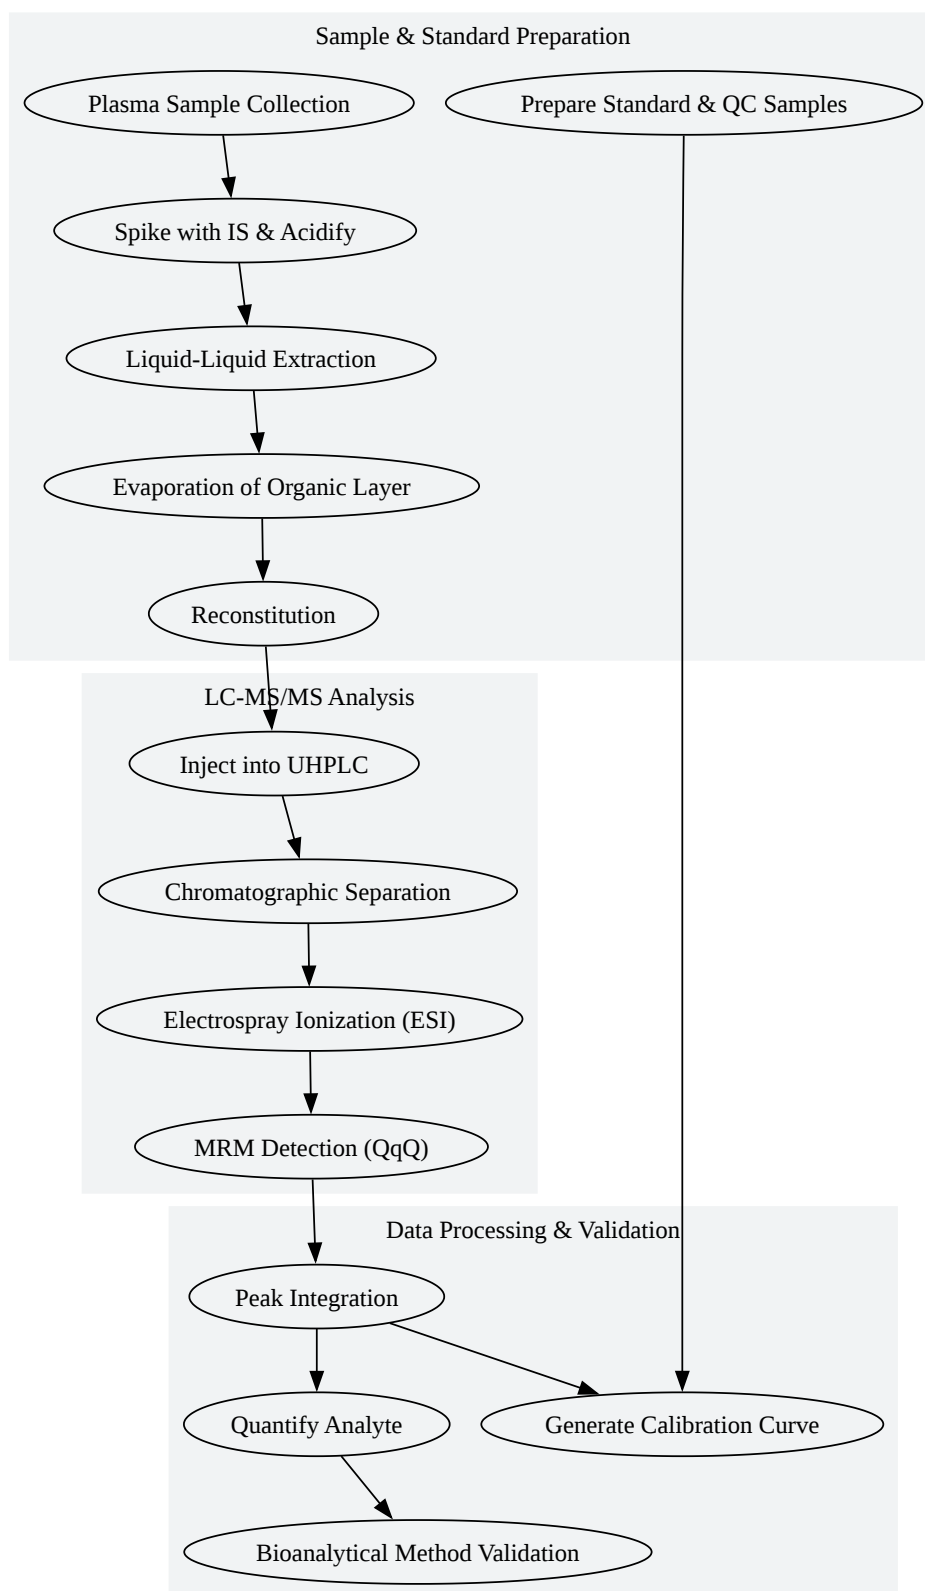 Sample & Standard Preparation
Plasma Sample Collection
Prepare Standard & QC Samples
Spike with IS & Acidify
Liquid-Liquid Extraction
Evaporation of Organic Layer
Reconstitution
LC-MS/MS Analysis
Inject into UHPLC
Chromatographic Separation
Electrospray Ionization (ESI)
MRM Detection (QqQ)
Data Processing & Validation
Peak Integration
Quantify Analyte
Generate Calibration Curve
Bioanalytical Method Validation